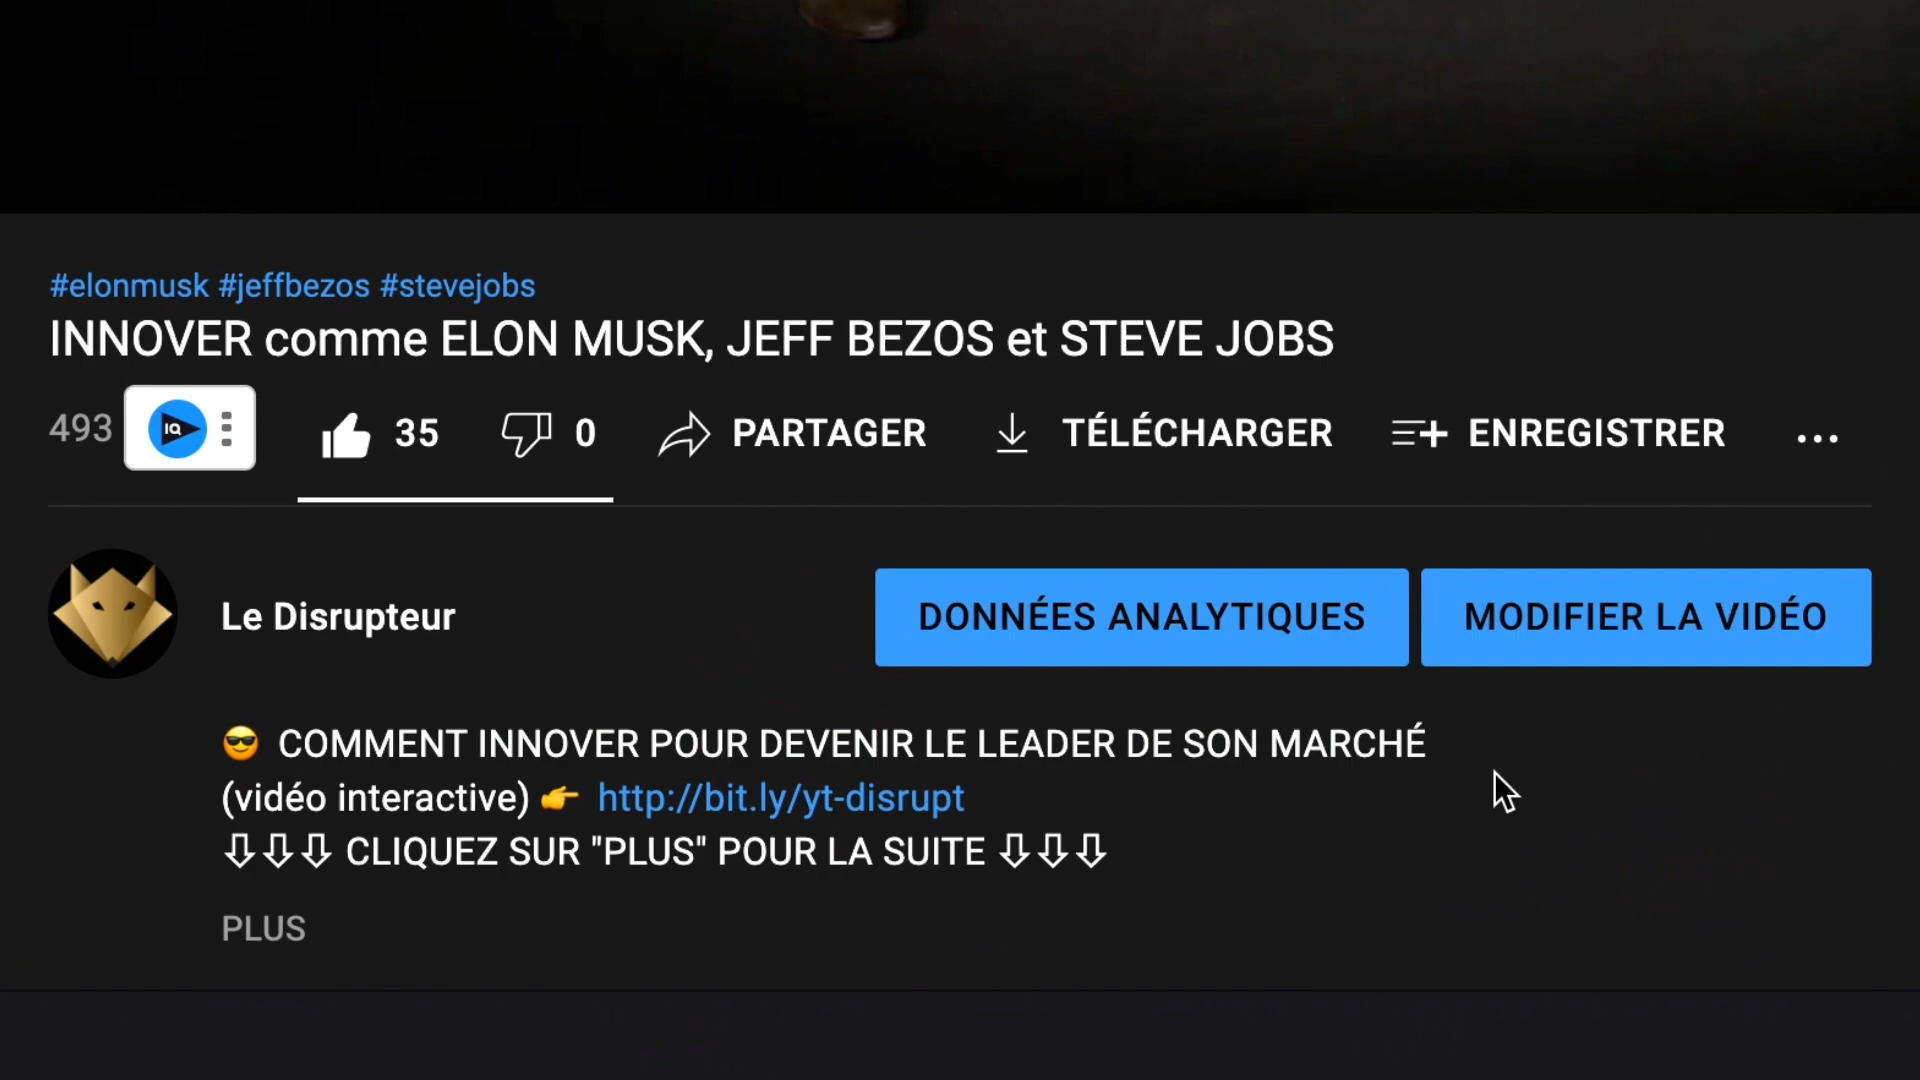 #elonmusk #jeffbezos #stevejobs
INNOVER comme ELON MUSK, JEFF BEZOS et STEVE JOBS
493 IQ 35 0 PARTAGER TÉLÉCHARGER ENREGISTRER
Le Disrupteur DONNÉES ANALYTIQUES MODIFIER LA VIDÉO
😎 COMMENT INNOVER POUR DEVENIR LE LEADER DE SON MARCHÉ
(vidéo interactive) 👉 http://bit.ly/yt-disrupt
⇩⇩⇩ CLIQUEZ SUR "PLUS" POUR LA SUITE ⇩⇩⇩
PLUS